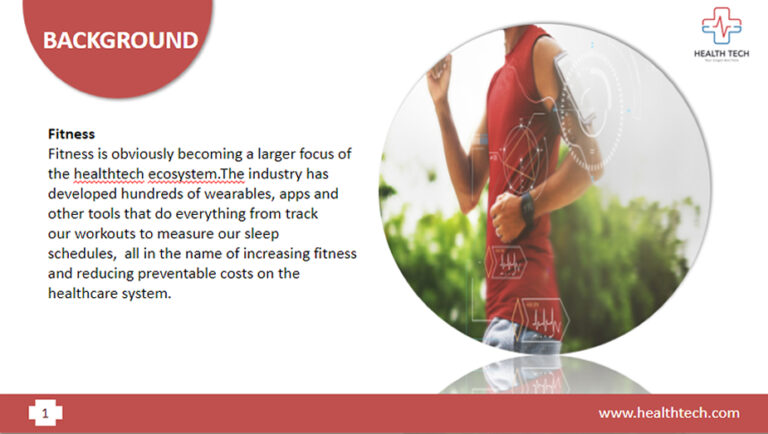 BACKGROUND
HEALTH TECH
Fitness
Fitness is obviously becoming a larger focus of
the healthtech ecosystem.The industry has
developed hundreds of wearables, apps and
other tools that do everything from track
our workouts to measure our sleep
schedules,  all in the name of increasing fitness
and reducing preventable costs on the
healthcare system.
1
www.healthtech.com